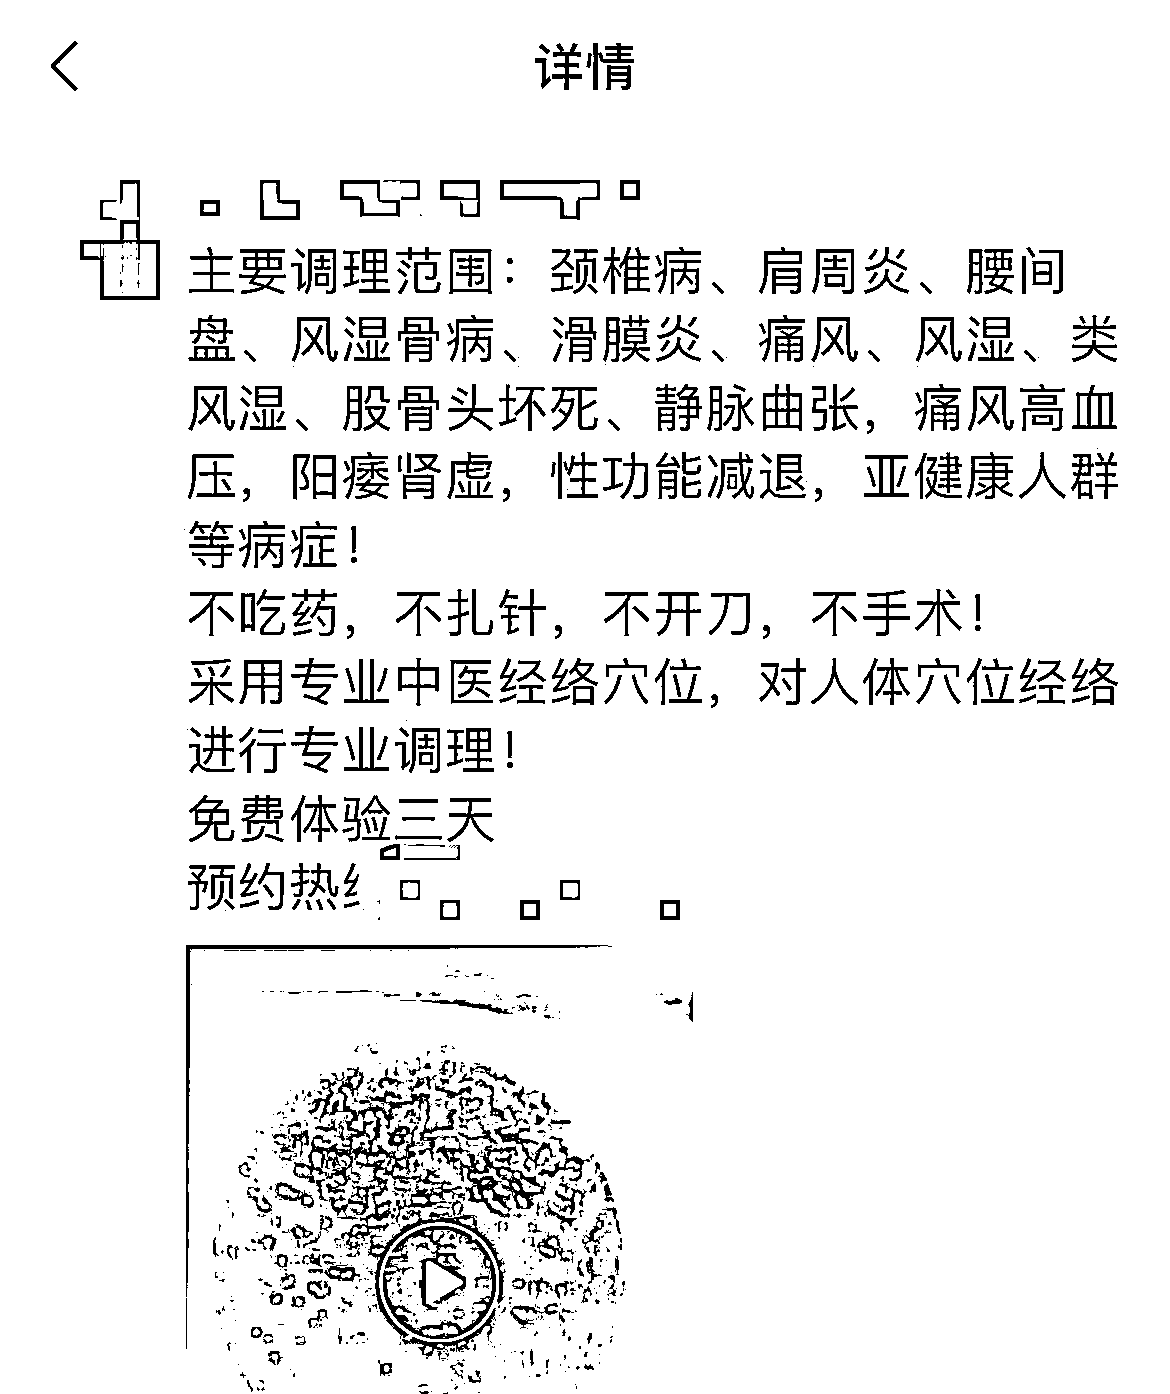 详情
主要调理范围：颈椎病、肩周炎、腰间
盘、风湿骨病、滑膜炎、痛风、风湿、类
风湿、股骨头坏死、静脉曲张，痛风高血
压，阳痿肾虚，性功能减退，亚健康人群
等病症！
不吃药，不扎针，不开刀，不手术！
采用专业中医经络穴位，对人体穴位经络
进行专业调理！
免费体验三天
预约热